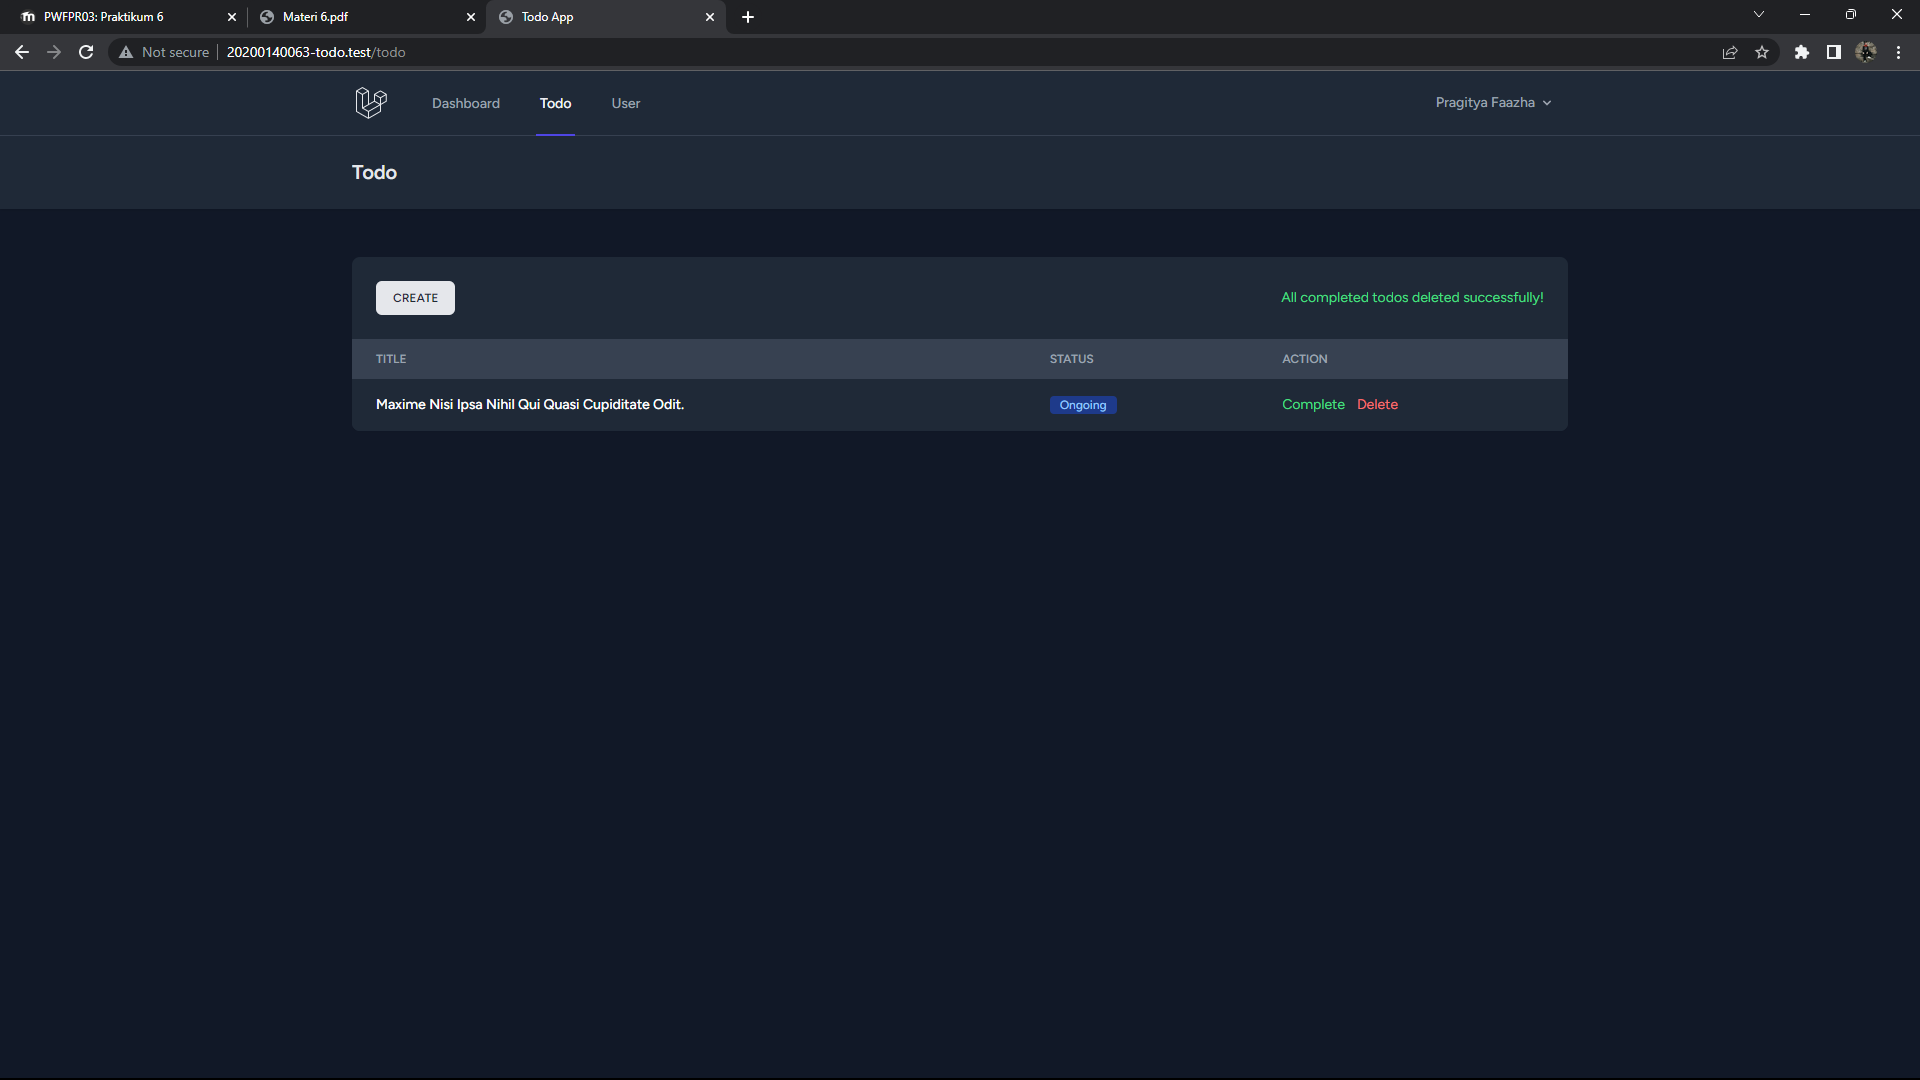 PWFPR03: Praktikum 6
Materi 6.pdf
Todo App
Not secure
20200140063-todo.test/todo
Dashboard
Todo
User
Pragitya Faazha
Todo
CREATE
All completed todos deleted successfully!
TITLE
STATUS
ACTION
Maxime Nisi Ipsa Nihil Qui Quasi Cupiditate Odit.
Ongoing
Complete
Delete